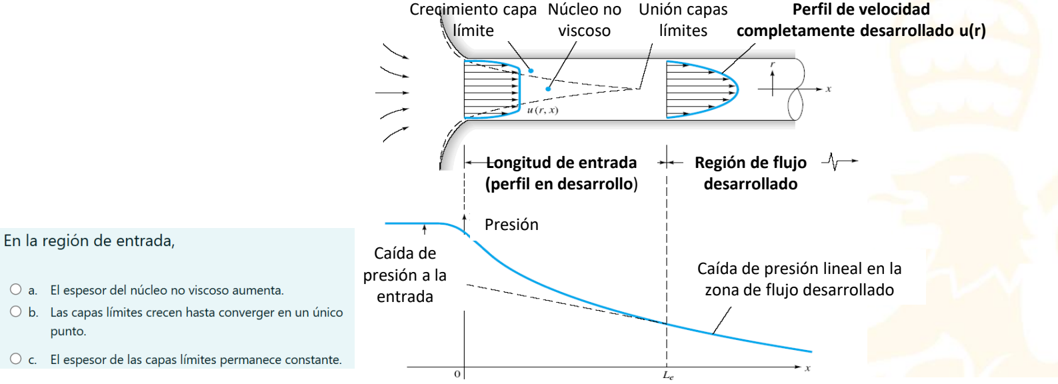 Crecimiento capa límite
Núcleo no viscoso
Unión capas límites
Perfil de velocidad completamente desarrollado u(r)
r
x
u(r, x)
Longitud de entrada
(perfil en desarrollo)
Región de flujo
desarrollado
Presión
Caída de
presión a la
entrada
Caída de presión lineal en la
zona de flujo desarrollado
0
Le
x
En la región de entrada,
a. El espesor del núcleo no viscoso aumenta.
b. Las capas límites crecen hasta converger en un único
punto.
c. El espesor de las capas límites permanece constante.